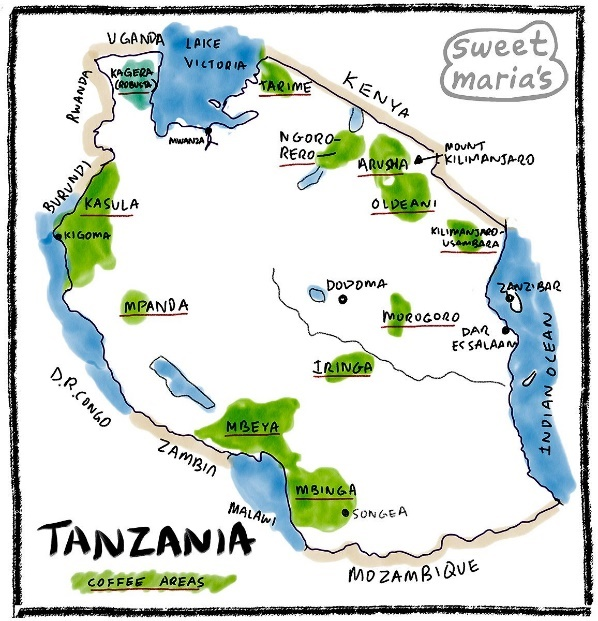 UGANDA
LAKE
VICTORIA
sweet
maria's
KAGERA
(ROBUSTA)
TARIME
KENYA
RWANDA
MWANZA
NGORO-
RERO
ARUSHA
MOUNT
KILIMANJARO
BURUNDI
KASULA
OLDEANI
KIGOMA
KILIMANJARO-
USAMBARA
DODOMA
ZANZIBAR
MPANDA
MOROGORO
DAR
ES SALAAM
INDIAN OCEAN
IRINGA
D.R. CONGO
MBEYA
ZAMBIA
MBINGA
MALAWI
SONGEA
TANZANIA
COFFEE AREAS
MOZAMBIQUE